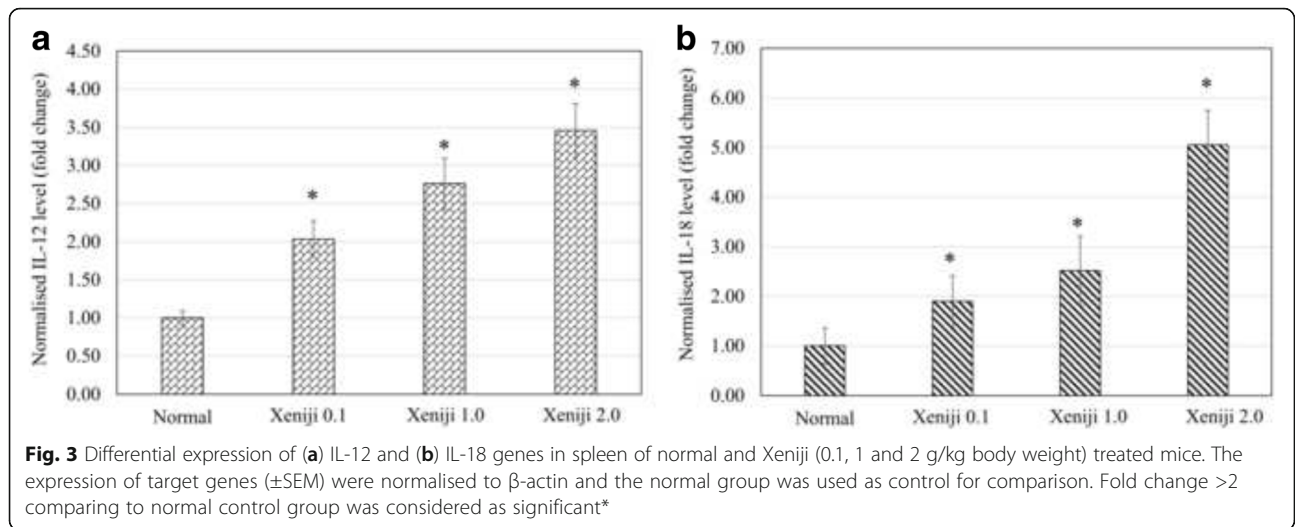 a
4.50
4.00
3.50
3.00
2.50
2.00
1.50
1.00
0.50
0.00
Normalised IL-12 level (fold change)
*
*
*
Normal Xeniji 0.1 Xeniji 1.0 Xeniji 2.0
b
7.00
6.00
5.00
4.00
3.00
2.00
1.00
0.00
Normalised IL-18 level (fold change)
*
*
*
Normal Xeniji 0.1 Xeniji 1.0 Xeniji 2.0
Fig. 3 Differential expression of (a) IL-12 and (b) IL-18 genes in spleen of normal and Xeniji (0.1, 1 and 2 g/kg body weight) treated mice. The
expression of target genes (±SEM) were normalised to β-actin and the normal group was used as control for comparison. Fold change >2
comparing to normal control group was considered as significant*